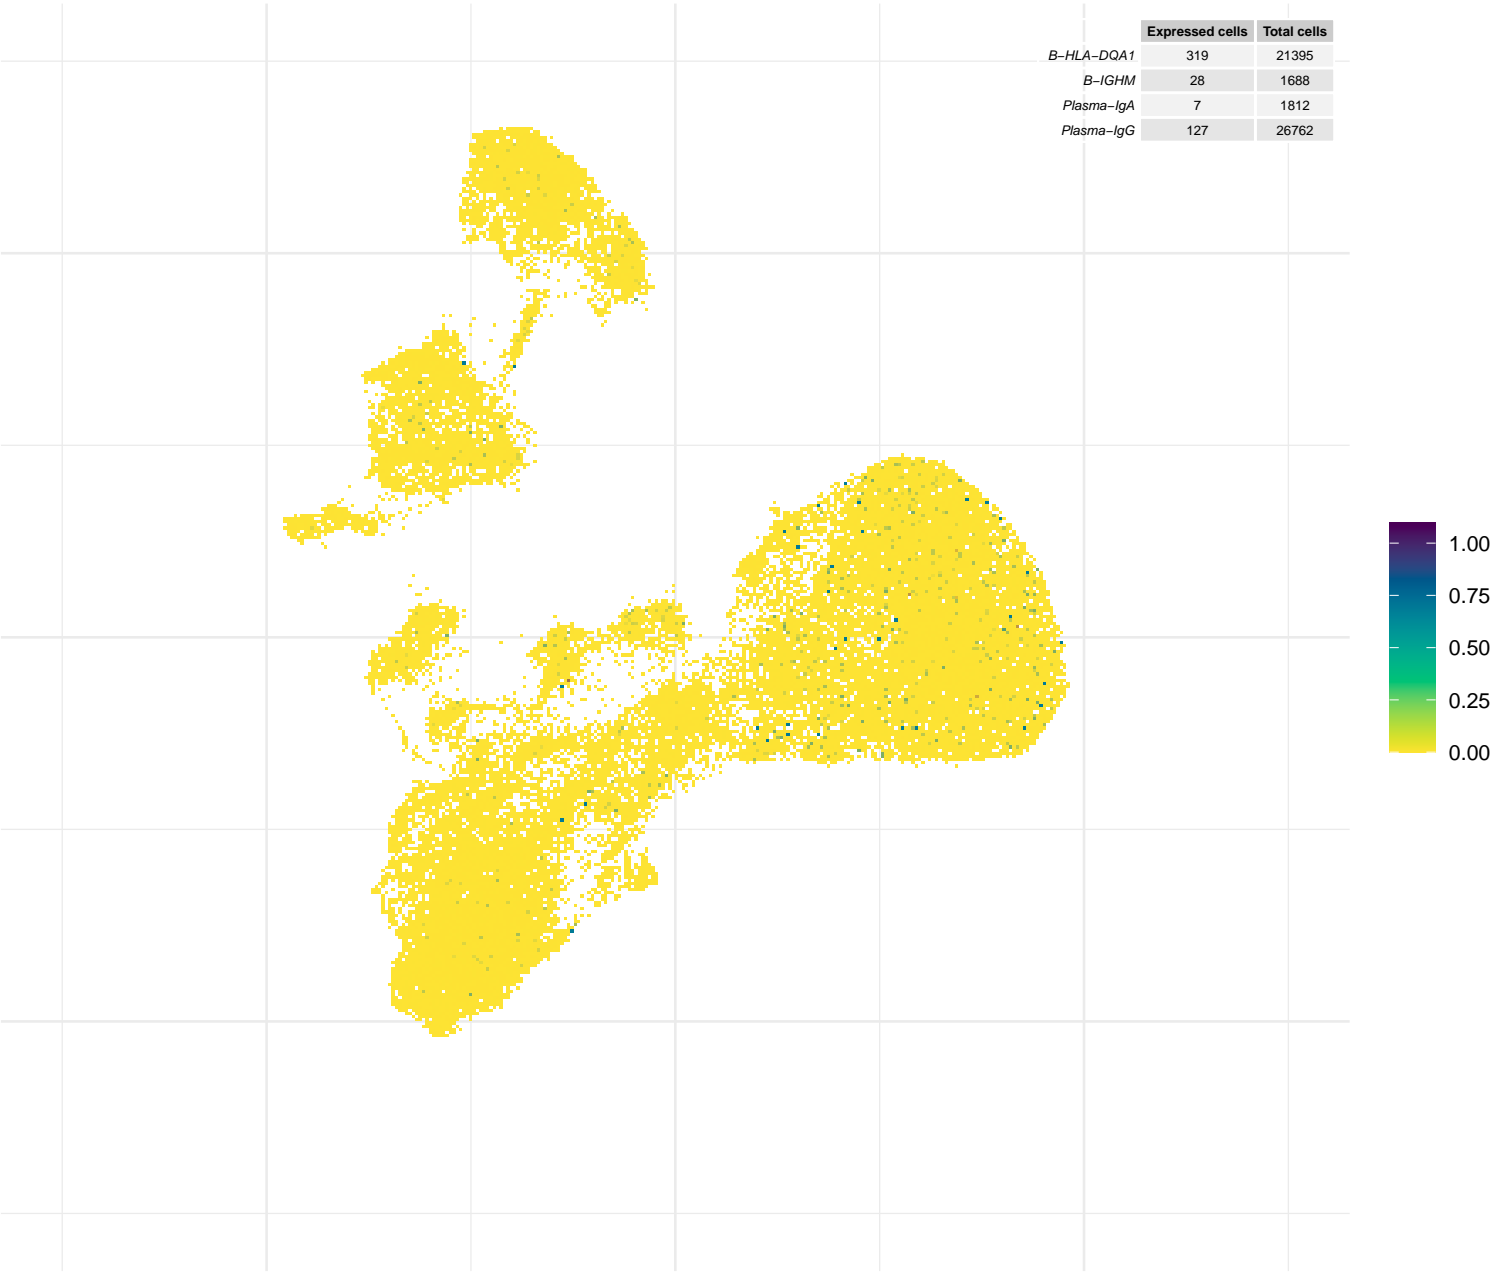 Expressed cells Total cells
B−HLA−DQA1 319 21395
B−IGHM 28 1688
Plasma−IgA 7 1812
Plasma−IgG 127 26762
1.00
0.75
0.50
0.25
0.00